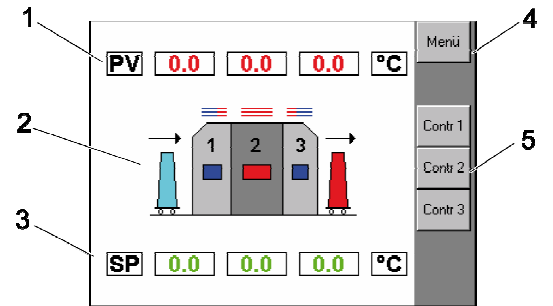 1
PV 0.0 0.0 0.0 °C
Menü
4
2
1 2 3
Contr 1
Contr 2
Contr 3
5
3
SP 0.0 0.0 0.0 °C